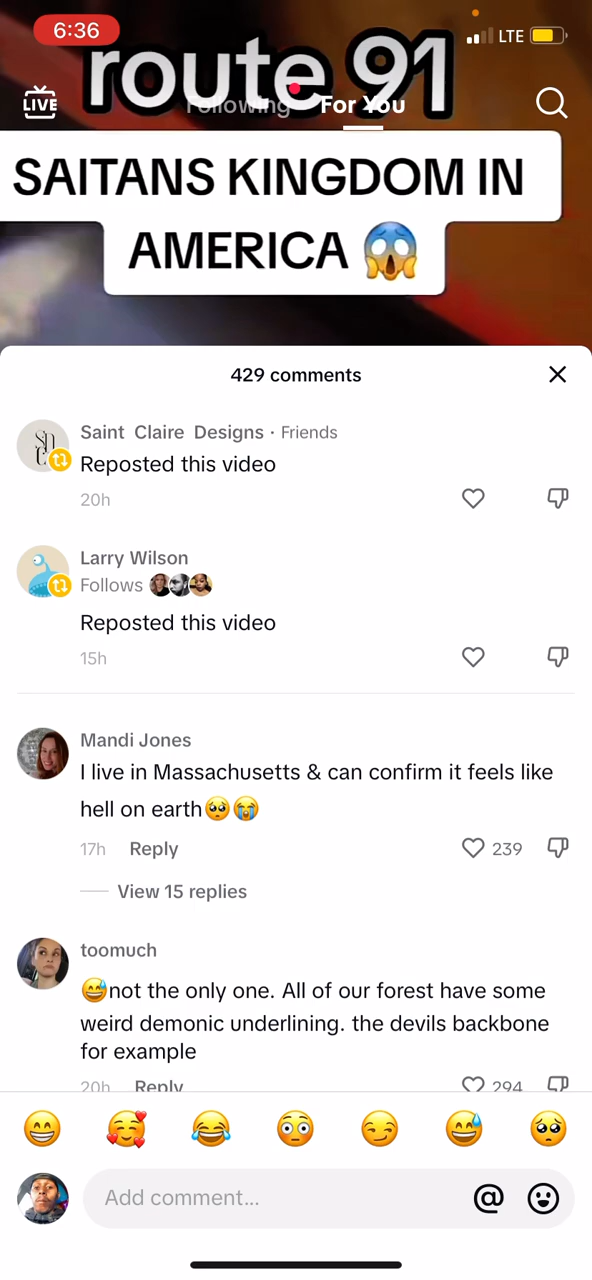 6:36
LTE
route 91
LIVE
Following
For You
SAITANS KINGDOM IN
AMERICA 😱
429 comments
Saint Claire Designs · Friends
Reposted this video
20h
Larry Wilson
Follows
Reposted this video
15h
Mandi Jones
I live in Massachusetts & can confirm it feels like
hell on earth🥺😭
17h Reply 239
View 15 replies
toomuch
😅not the only one. All of our forest have some
weird demonic underlining. the devils backbone
for example
20h Reply 294
😁🥰😂😳😏😅🥺
Add comment... @